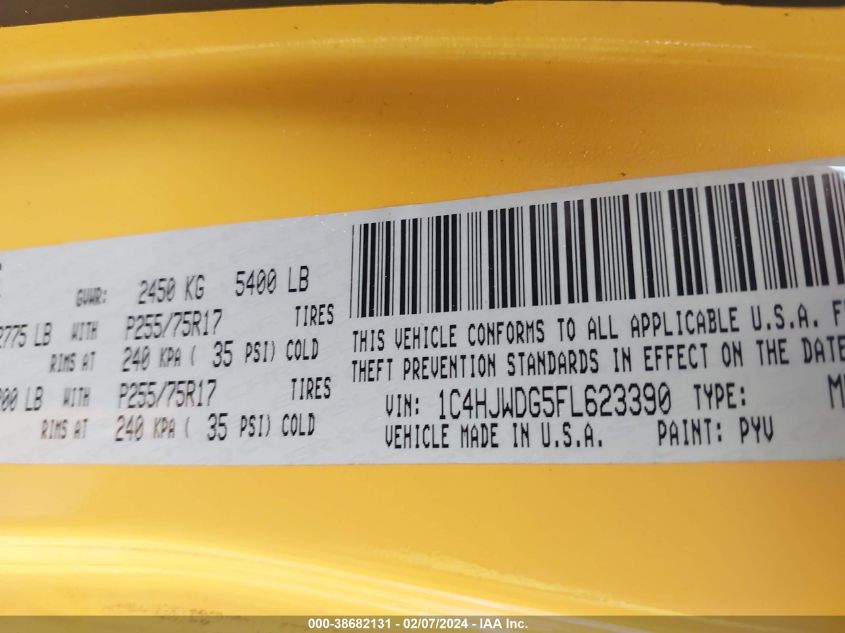 GVWR: 2450 KG 5400 LB
2775 LB WITH P255/75R17 TIRES
RIMS AT 240 KPA ( 35 PSI) COLD
00 LB WITH P255/75R17 TIRES
RIMS AT 240 KPA ( 35 PSI) COLD
THIS VEHICLE CONFORMS TO ALL APPLICABLE U.S.A. F
THEFT PREVENTION STANDARDS IN EFFECT ON THE DATE
VIN: 1C4HJWDG5FL623390 TYPE: M
VEHICLE MADE IN U.S.A. PAINT: PYV
000-38682131 - 02/07/2024 - IAA Inc.